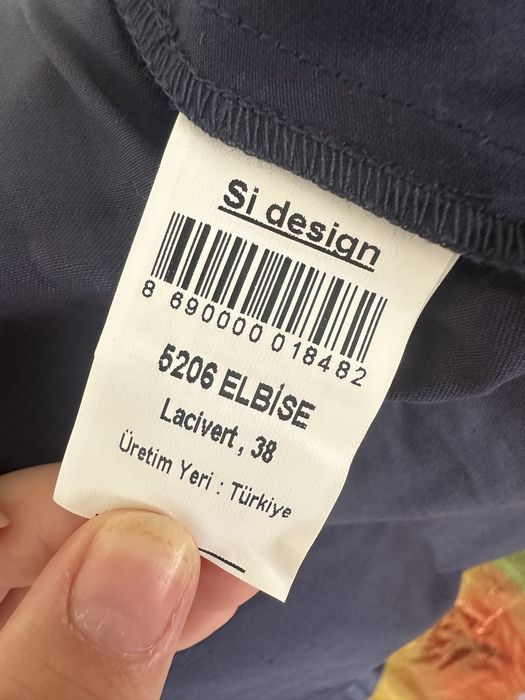 Si design
8 690000 018482
5206 ELBİSE
Lacivert , 38
Üretim Yeri : Türkiye